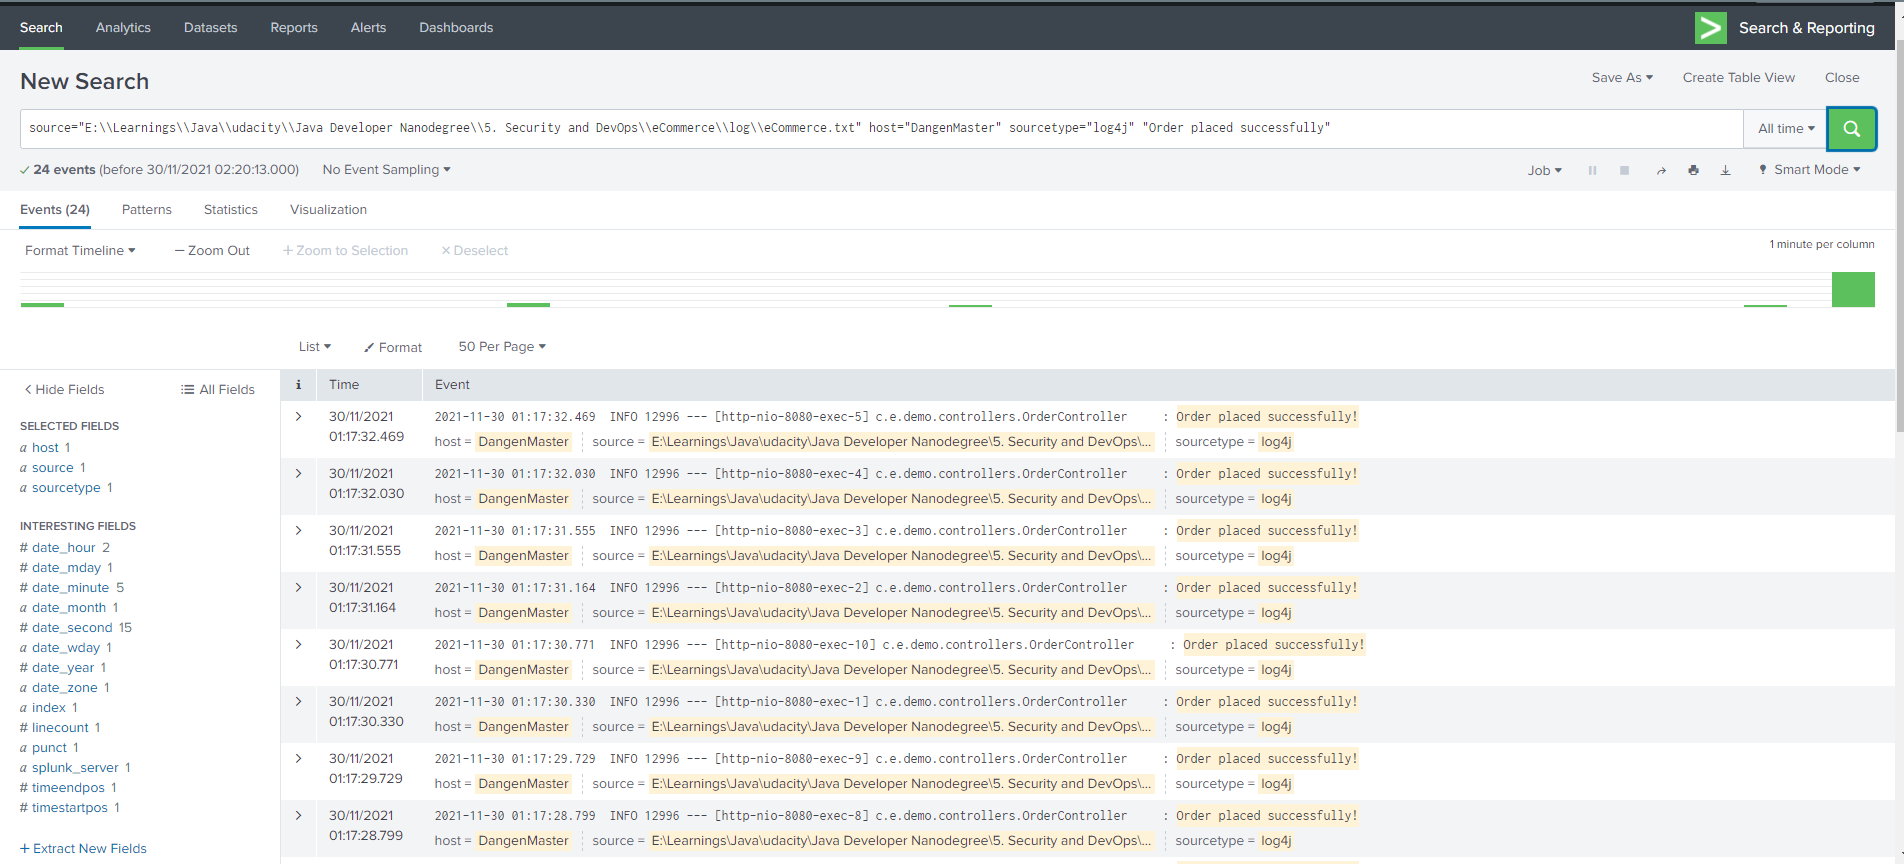 Search Analytics Datasets Reports Alerts Dashboards Search & Reporting
New Search Save As Create Table View Close
source="E:\\Learnings\\Java\\udacity\\Java Developer Nanodegree\\5. Security and DevOps\\eCommerce\\log\\eCommerce.txt" host="DangenMaster" sourcetype="log4j" "Order placed successfully" All time
24 events (before 30/11/2021 02:20:13.000) No Event Sampling Job Smart Mode
Events (24) Patterns Statistics Visualization
Format Timeline — Zoom Out + Zoom to Selection × Deselect 1 minute per column
List Format 50 Per Page
< Hide Fields All Fields
SELECTED FIELDS
a host 1
a source 1
a sourcetype 1
INTERESTING FIELDS
# date_hour 2
# date_mday 1
# date_minute 5
a date_month 1
# date_second 15
a date_wday 1
# date_year 1
a date_zone 1
a index 1
# linecount 1
a punct 1
a splunk_server 1
# timeendpos 1
# timestartpos 1
+ Extract New Fields
i Time Event
30/11/2021 2021-11-30 01:17:32.469 INFO 12996 --- [http-nio-8080-exec-5] c.e.demo.controllers.OrderController : Order placed successfully!
01:17:32.469 host = DangenMaster source = E:\Learnings\Java\udacity\Java Developer Nanodegree\5. Security and DevOps\... sourcetype = log4j
30/11/2021 2021-11-30 01:17:32.030 INFO 12996 --- [http-nio-8080-exec-4] c.e.demo.controllers.OrderController : Order placed successfully!
01:17:32.030 host = DangenMaster source = E:\Learnings\Java\udacity\Java Developer Nanodegree\5. Security and DevOps\... sourcetype = log4j
30/11/2021 2021-11-30 01:17:31.555 INFO 12996 --- [http-nio-8080-exec-3] c.e.demo.controllers.OrderController : Order placed successfully!
01:17:31.555 host = DangenMaster source = E:\Learnings\Java\udacity\Java Developer Nanodegree\5. Security and DevOps\... sourcetype = log4j
30/11/2021 2021-11-30 01:17:31.164 INFO 12996 --- [http-nio-8080-exec-2] c.e.demo.controllers.OrderController : Order placed successfully!
01:17:31.164 host = DangenMaster source = E:\Learnings\Java\udacity\Java Developer Nanodegree\5. Security and DevOps\... sourcetype = log4j
30/11/2021 2021-11-30 01:17:30.771 INFO 12996 --- [http-nio-8080-exec-10] c.e.demo.controllers.OrderController : Order placed successfully!
01:17:30.771 host = DangenMaster source = E:\Learnings\Java\udacity\Java Developer Nanodegree\5. Security and DevOps\... sourcetype = log4j
30/11/2021 2021-11-30 01:17:30.330 INFO 12996 --- [http-nio-8080-exec-1] c.e.demo.controllers.OrderController : Order placed successfully!
01:17:30.330 host = DangenMaster source = E:\Learnings\Java\udacity\Java Developer Nanodegree\5. Security and DevOps\... sourcetype = log4j
30/11/2021 2021-11-30 01:17:29.729 INFO 12996 --- [http-nio-8080-exec-9] c.e.demo.controllers.OrderController : Order placed successfully!
01:17:29.729 host = DangenMaster source = E:\Learnings\Java\udacity\Java Developer Nanodegree\5. Security and DevOps\... sourcetype = log4j
30/11/2021 2021-11-30 01:17:28.799 INFO 12996 --- [http-nio-8080-exec-8] c.e.demo.controllers.OrderController : Order placed successfully!
01:17:28.799 host = DangenMaster source = E:\Learnings\Java\udacity\Java Developer Nanodegree\5. Security and DevOps\... sourcetype = log4j